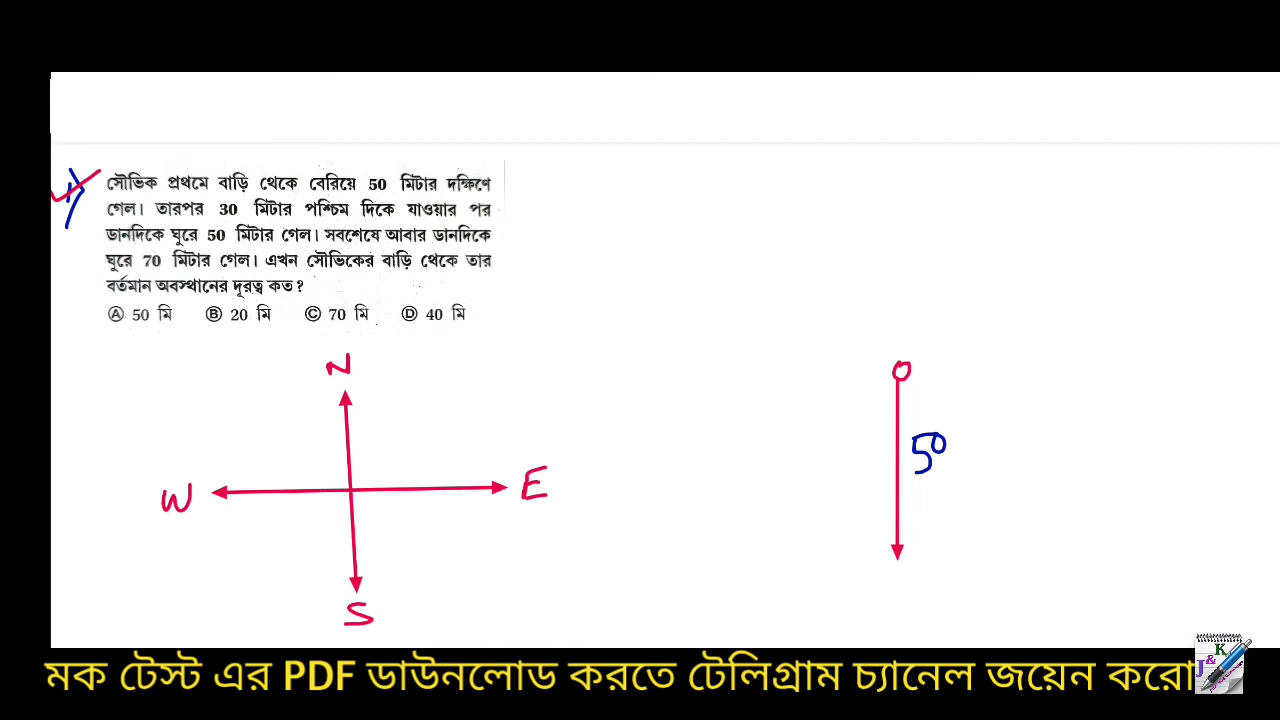 1)
সৌভিক প্রথমে বাড়ি থেকে বেরিয়ে 50 মিটার দক্ষিণে
গেল। তারপর 30 মিটার পশ্চিম দিকে যাওয়ার পর
ডানদিকে ঘুরে 50 মিটার গেল। সবশেষে আবার ডানদিকে
ঘুরে 70 মিটার গেল। এখন সৌভিকের বাড়ি থেকে তার
বর্তমান অবস্থানের দূরত্ব কত?
Ⓐ 50 মি Ⓑ 20 মি Ⓒ 70 মি Ⓓ 40 মি
N
W E
S
O
50
মক টেস্ট এর PDF ডাউনলোড করতে টেলিগ্রাম চ্যানেল জয়েন করো
J&K